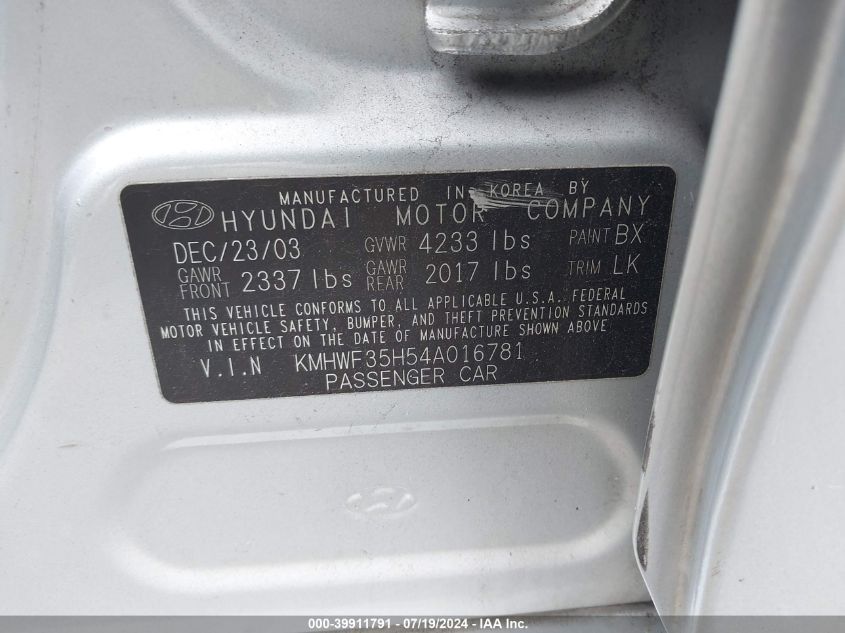 MANUFACTURED IN KOREA BY
HYUNDAI MOTOR COMPANY
DEC/23/03 GVWR 4233 lbs PAINT BX
GAWR FRONT 2337 lbs GAWR REAR 2017 lbs TRIM LK
THIS VEHICLE CONFORMS TO ALL APPLICABLE U.S.A. FEDERAL
MOTOR VEHICLE SAFETY, BUMPER, AND THEFT PREVENTION STANDARDS
IN EFFECT ON THE DATE OF MANUFACTURE SHOWN ABOVE
V.I.N KMHWF35H54A016781
PASSENGER CAR
000-39911791 - 07/19/2024 - IAA Inc.